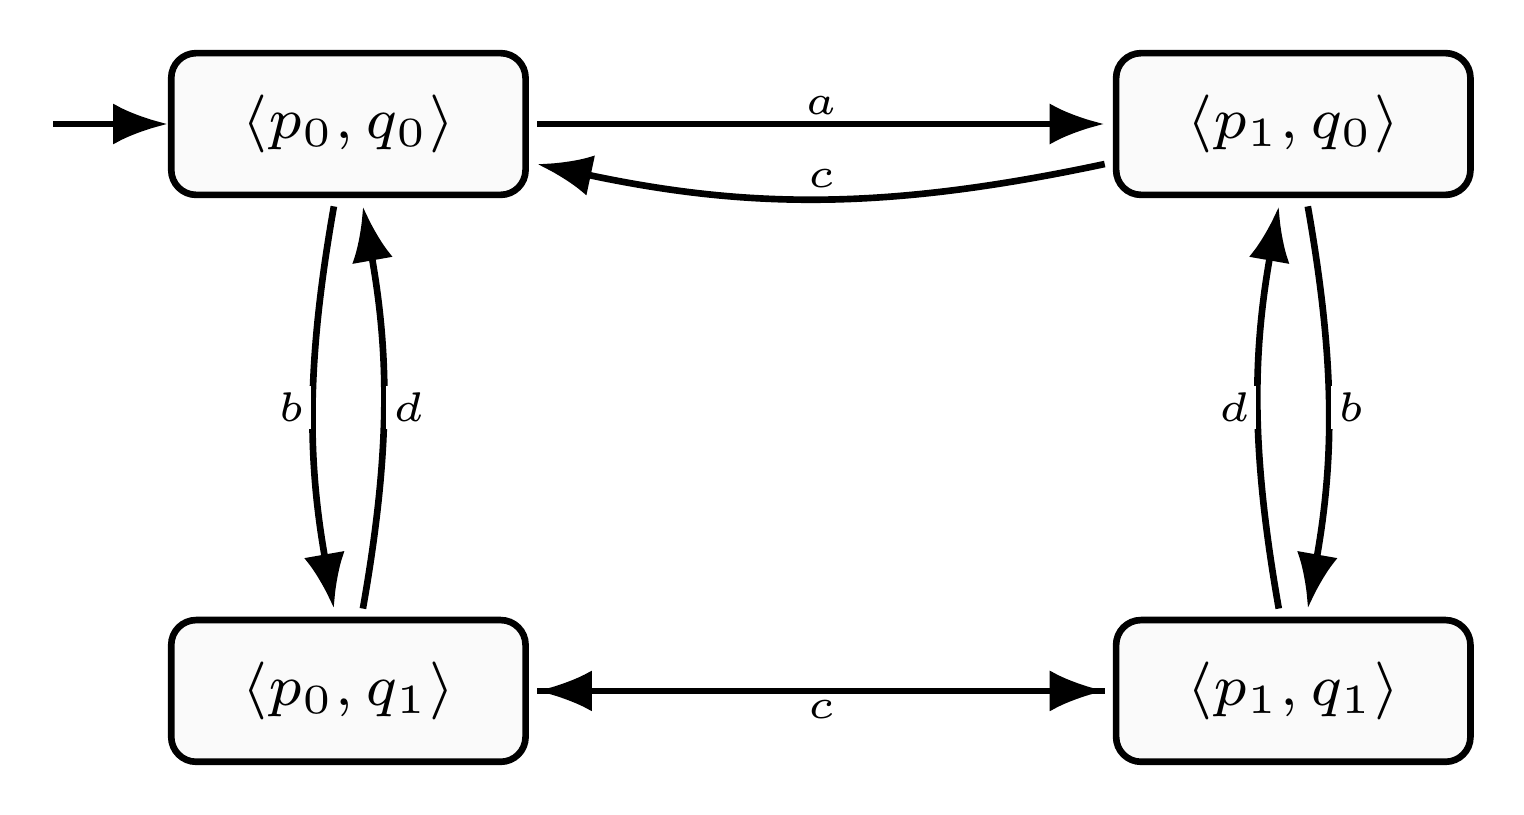 ⟨p₀, q₀⟩ a ⟨p₁, q₀⟩
c
b d d b
⟨p₀, q₁⟩ c ⟨p₁, q₁⟩